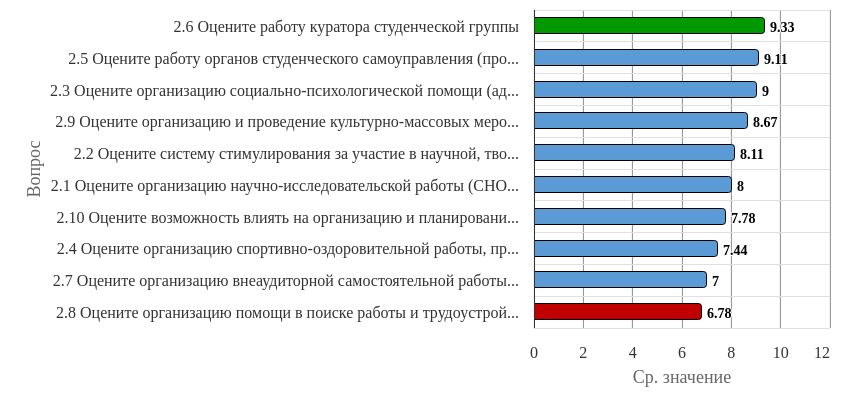 2.6 Оцените работу куратора студенческой группы
9.33
2.5 Оцените работу органов студенческого самоуправления (про...
9.11
2.3 Оцените организацию социально-психологической помощи (ад...
9
2.9 Оцените организацию и проведение культурно-массовых меро...
8.67
2.2 Оцените систему стимулирования за участие в научной, тво...
8.11
2.1 Оцените организацию научно-исследовательской работы (СНО...
8
2.10 Оцените возможность влиять на организацию и планировани...
7.78
2.4 Оцените организацию спортивно-оздоровительной работы, пр...
7.44
2.7 Оцените организацию внеаудиторной самостоятельной работы...
7
2.8 Оцените организацию помощи в поиске работы и трудоустрой...
6.78
Вопрос
0 2 4 6 8 10 12
Ср. значение